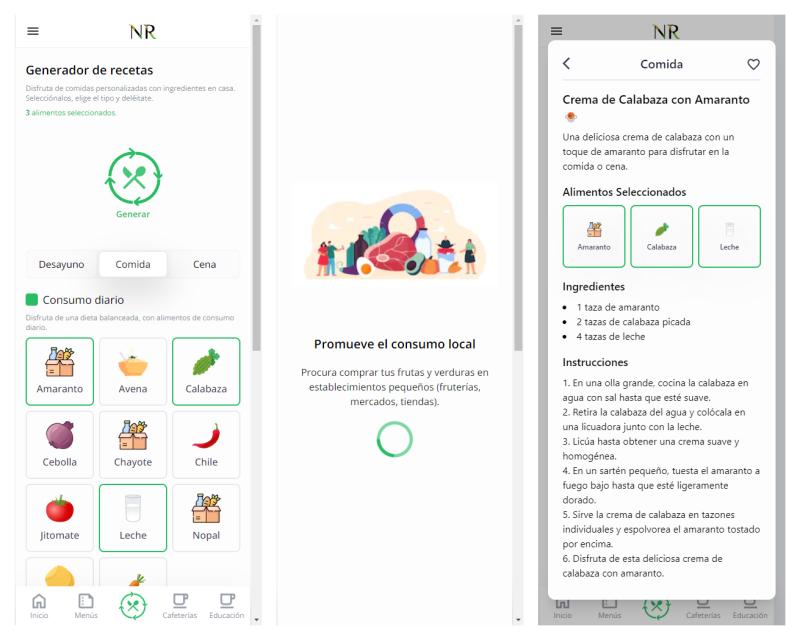 NR
Generador de recetas
Disfruta de comidas personalizadas con ingredientes en casa.
Selecciónalos, elige el tipo y deléitate.
3 alimentos seleccionados.
Generar
Desayuno
Comida
Cena
Consumo diario
Disfruta de una dieta balanceada, con alimentos de consumo
diario.
Amaranto
Avena
Calabaza
Cebolla
Chayote
Chile
Jitomate
Leche
Nopal
Inicio
Menús
Cafeterías
Educación
Promueve el consumo local
Procura comprar tus frutas y verduras en
establecimientos pequeños (fruterías,
mercados, tiendas).
NR
Comida
Crema de Calabaza con Amaranto
Una deliciosa crema de calabaza con un
toque de amaranto para disfrutar en la
comida o cena.
Alimentos Seleccionados
Amaranto
Calabaza
Leche
Ingredientes
• 1 taza de amaranto
• 2 tazas de calabaza picada
• 4 tazas de leche
Instrucciones
1. En una olla grande, cocina la calabaza en
agua con sal hasta que esté suave.
2. Retira la calabaza del agua y colócala en
una licuadora junto con la leche.
3. Licúa hasta obtener una crema suave y
homogénea.
4. En un sartén pequeño, tuesta el amaranto a
fuego bajo hasta que esté ligeramente
dorado.
5. Sirve la crema de calabaza en tazones
individuales y espolvorea el amaranto tostado
por encima.
6. Disfruta de esta deliciosa crema de
calabaza con amaranto.
Inicio
Menús
Cafeterías
Educación